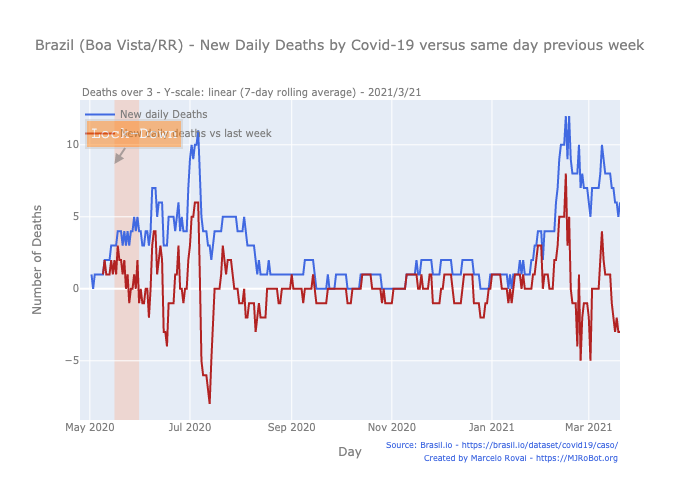 Brazil (Boa Vista/RR) - New Daily Deaths by Covid-19 versus same day previous week
Deaths over 3 - Y-scale: linear (7-day rolling average) - 2021/3/21
New daily Deaths
New daily deaths vs last week
Lock Down
10
5
0
−5
Number of Deaths
May 2020
Jul 2020
Sep 2020
Nov 2020
Jan 2021
Mar 2021
Day
Source: Brasil.io - https://brasil.io/dataset/covid19/caso/
Created by Marcelo Rovai - https://MJRoBot.org